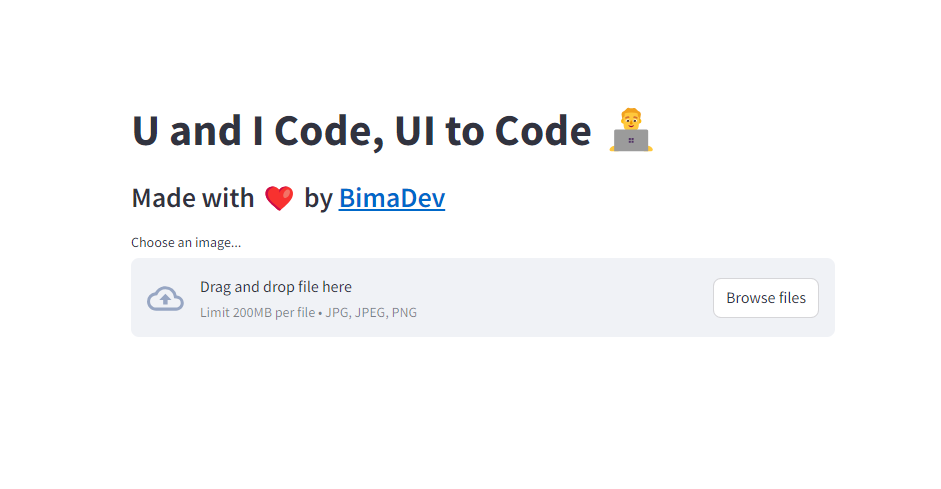 U and I Code, UI to Code 👨‍💻
Made with ❤️ by BimaDev
Choose an image...
Drag and drop file here
Limit 200MB per file • JPG, JPEG, PNG
Browse files